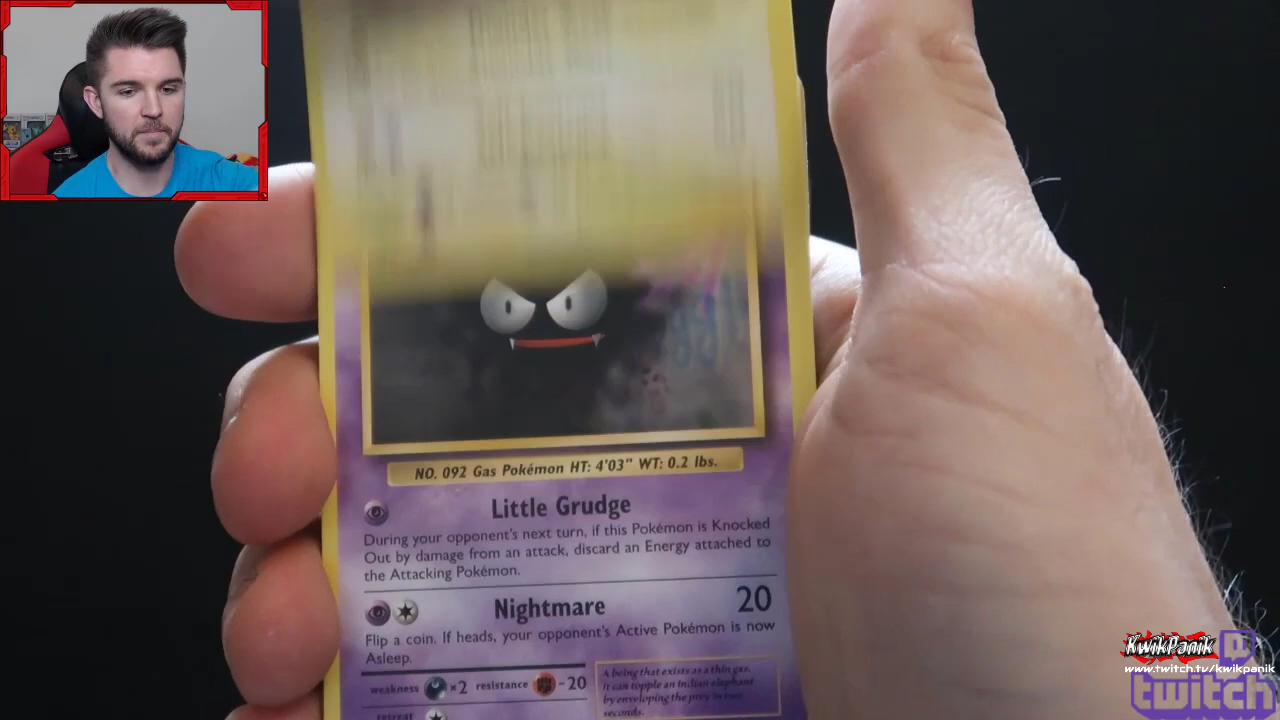 NO. 092 Gas Pokémon HT: 4'03" WT: 0.2 lbs.
Little Grudge
During your opponent's next turn, if this Pokémon is Knocked
Out by damage from an attack, discard an Energy attached to
the Attacking Pokémon.
Nightmare 20
Flip a coin. If heads, your opponent's Active Pokémon is now
Asleep.
weakness ×2 resistance -20
A being that exists as a thin gas.
It can topple an Indian elephant
by enveloping the prey in two
seconds.
retreat
KwikPanik
www.twitch.tv/kwikpanik
twitch